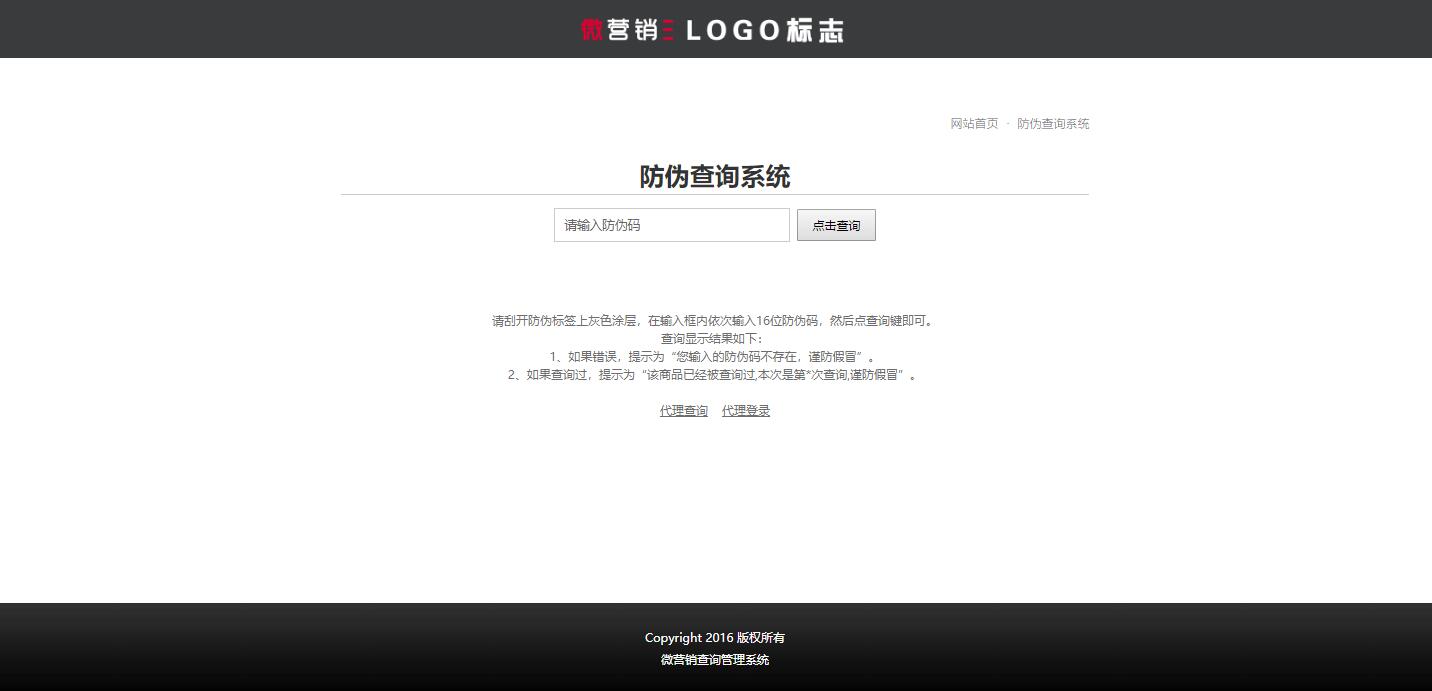 微营销 LOGO标志
网站首页 · 防伪查询系统
防伪查询系统
请输入防伪码 点击查询
请刮开防伪标签上灰色涂层，在输入框内依次输入16位防伪码，然后点查询键即可。
查询显示结果如下：
1、如果错误，提示为“您输入的防伪码不存在，谨防假冒”。
2、如果查询过，提示为“该商品已经被查询过,本次是第*次查询,谨防假冒”。
代理查询 代理登录
Copyright 2016 版权所有
微营销查询管理系统